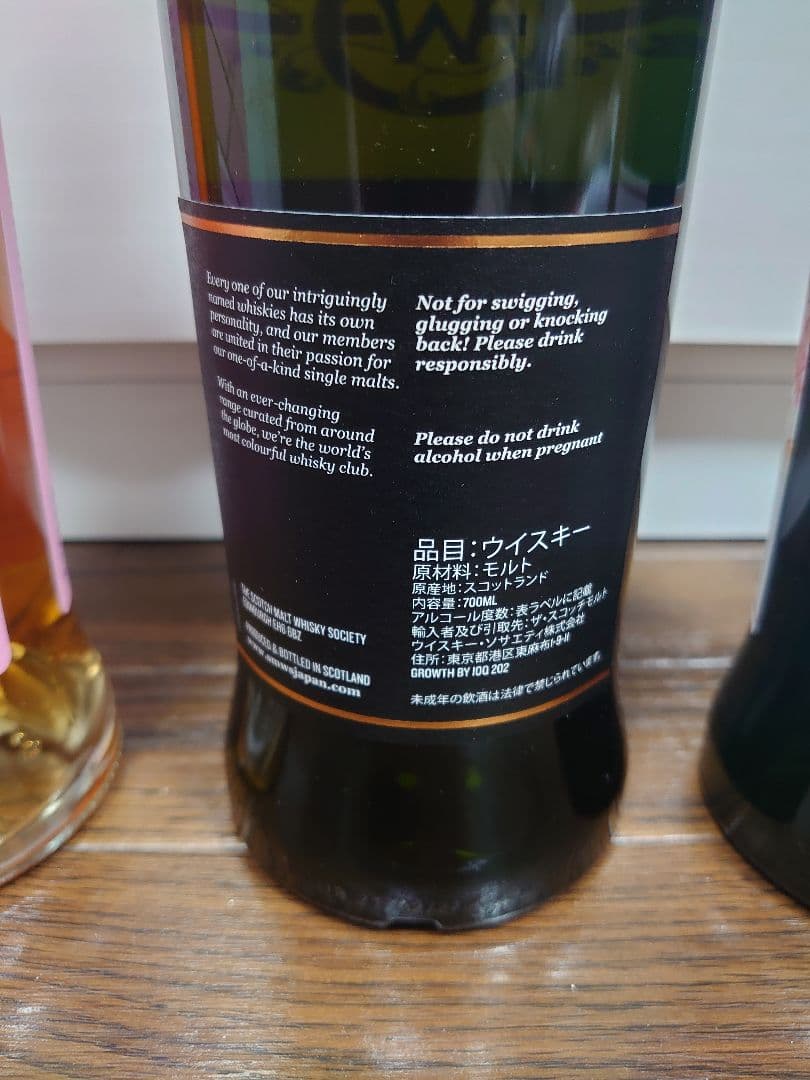 Every one of our intriguingly
named whiskies has its own
personality, and our members
are united in their passion for
our one-of-a-kind single malts.
With an ever-changing
range curated from around
the globe, we're the world's
most colourful whisky club.
THE SCOTCH MALT WHISKY SOCIETY
EDINBURGH EH6 6BZ
PRODUCED & BOTTLED IN SCOTLAND
www.smwsjapan.com
Not for swigging,
glugging or knocking
back! Please drink
responsibly.
Please do not drink
alcohol when pregnant
品目:ウイスキー
原材料:モルト
原産地:スコットランド
内容量:700ML
アルコール度数:表ラベルに記載
輸入者及び引取先:ザ・スコッチモルト
ウイスキー・ソサエティ株式会社
住所:東京都港区東麻布1-9-11
GROWTH BY IDQ 202
未成年の飲酒は法律で禁じられています。